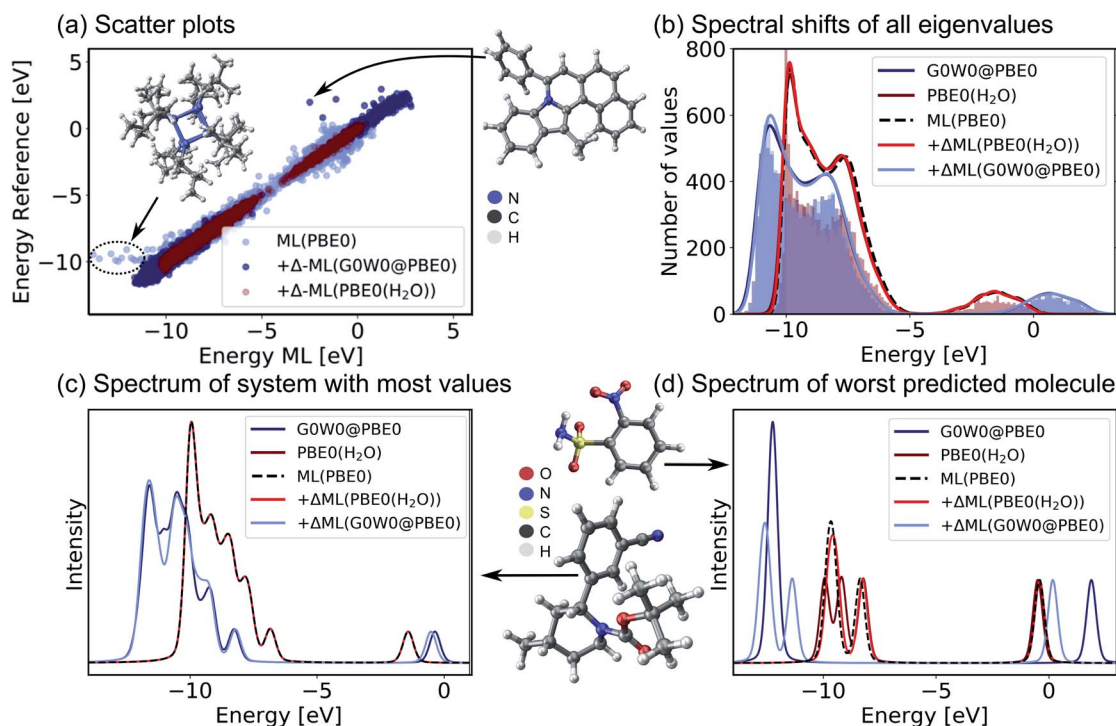 (a) Scatter plots
Energy Reference [eV]
5
0
−5
−10
ML(PBE0)
+Δ-ML(G0W0@PBE0)
+Δ-ML(PBE0(H₂O))
−10
−5
0
5
Energy ML [eV]
N
C
H
(b) Spectral shifts of all eigenvalues
Number of values
800
600
400
200
0
G0W0@PBE0
PBE0(H₂O)
ML(PBE0)
+ΔML(PBE0(H₂O))
+ΔML(G0W0@PBE0)
−10
−5
0
Energy [eV]
(c) Spectrum of system with most values
Intensity
G0W0@PBE0
PBE0(H₂O)
ML(PBE0)
+ΔML(PBE0(H₂O))
+ΔML(G0W0@PBE0)
−10
−5
0
Energy [eV]
O
N
S
C
H
(d) Spectrum of worst predicted molecule
Intensity
G0W0@PBE0
PBE0(H₂O)
ML(PBE0)
+ΔML(PBE0(H₂O))
+ΔML(G0W0@PBE0)
−10
−5
0
Energy [eV]